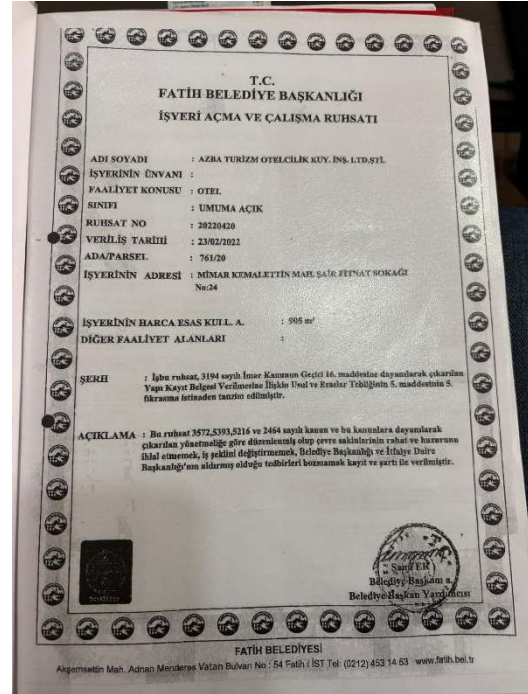 T.C.
FATİH BELEDİYE BAŞKANLIĞI
İŞYERİ AÇMA VE ÇALIŞMA RUHSATI
ADI SOYADI : AZBA TURİZM OTELCİLİK KUY. İNŞ. LTD.ŞTİ.
İŞYERİNİN ÜNVANI :
FAALİYET KONUSU : OTEL
SINIFI : UMUMA AÇIK
RUHSAT NO : 20220420
VERİLİŞ TARİHİ : 23/02/2022
ADA/PARSEL : 761/20
İŞYERİNİN ADRESİ : MİMAR KEMALETTİN MAH. ŞAİR FİTNAT SOKAĞI
No:24
İŞYERİNİN HARCA ESAS KULL. A. : 905 m²
DİĞER FAALİYET ALANLARI :
ŞERH : İşbu ruhsat, 3194 sayılı İmar Kanunun Geçici 16. maddesine dayanılarak çıkarılan
Yapı Kayıt Belgesi Verilmesine İlişkin Usul ve Esaslar Tebliğinin 5. maddesinin 5.
fıkrasına istinaden tanzim edilmiştir.
AÇIKLAMA : Bu ruhsat 3572,5393,5216 ve 2464 sayılı kanun ve bu kanunlara dayanılarak
çıkarılan yönetmeliğe göre düzenlenmiş olup çevre sakinlerinin rahat ve huzurunu
ihlal etmemek, iş şeklini değiştirmemek, Belediye Başkanlığı ve İtfaiye Daire
Başkanlığı'nın aldırmış olduğu tedbirleri bozmamak kayıt ve şartı ile verilmiştir.
Belediye Başkanı a.
Belediye Başkan Yardımcısı
FATİH BELEDİYESİ
Akşemsettin Mah. Adnan Menderes Vatan Bulvarı No : 54 Fatih / İST Tel: (0212) 453 14 53 www.fatih.bel.tr